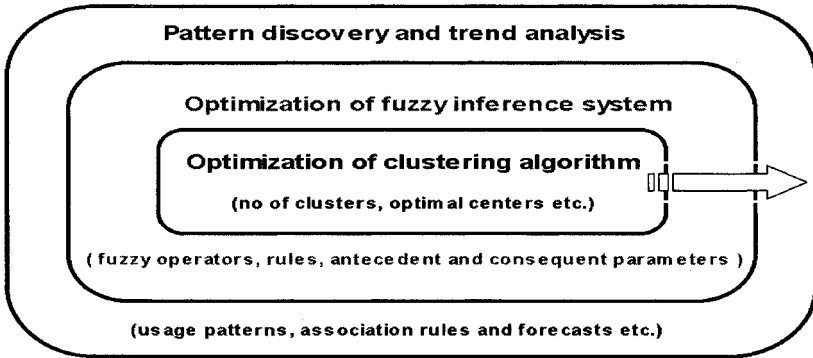 Pattern discovery and trend analysis
Optimization of fuzzy inference system
Optimization of clustering algorithm
(no of clusters, optimal centers etc.)
( fuzzy operators, rules, antecedent and consequent parameters )
(usage patterns, association rules and forecasts etc.)